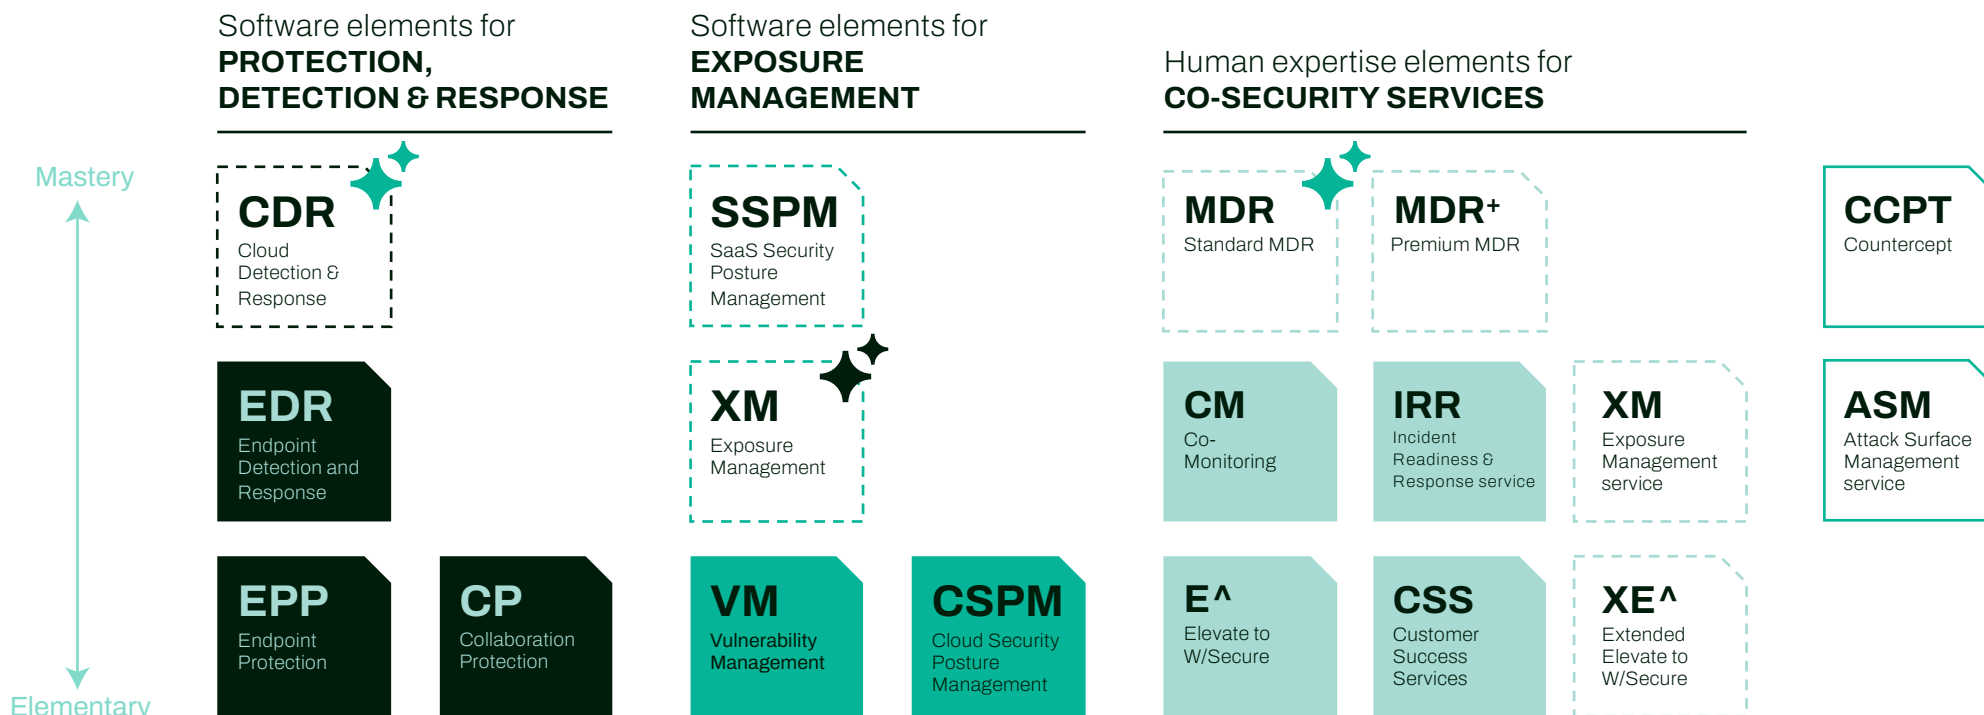 Software elements for
PROTECTION,
DETECTION & RESPONSE
Software elements for
EXPOSURE
MANAGEMENT
Human expertise elements for
CO-SECURITY SERVICES
Mastery
CDR
Cloud
Detection &
Response
SSPM
SaaS Security
Posture
Management
MDR
Standard MDR
MDR+
Premium MDR
CCPT
Countercept
EDR
Endpoint
Detection and
Response
XM
Exposure
Management
CM
Co-
Monitoring
IRR
Incident
Readiness &
Response service
XM
Exposure
Management
service
ASM
Attack Surface
Management
service
EPP
Endpoint
Protection
CP
Collaboration
Protection
VM
Vulnerability
Management
CSPM
Cloud Security
Posture
Management
E^
Elevate to
W/Secure
CSS
Customer
Success
Services
XE^
Extended
Elevate to
W/Secure
Elementary